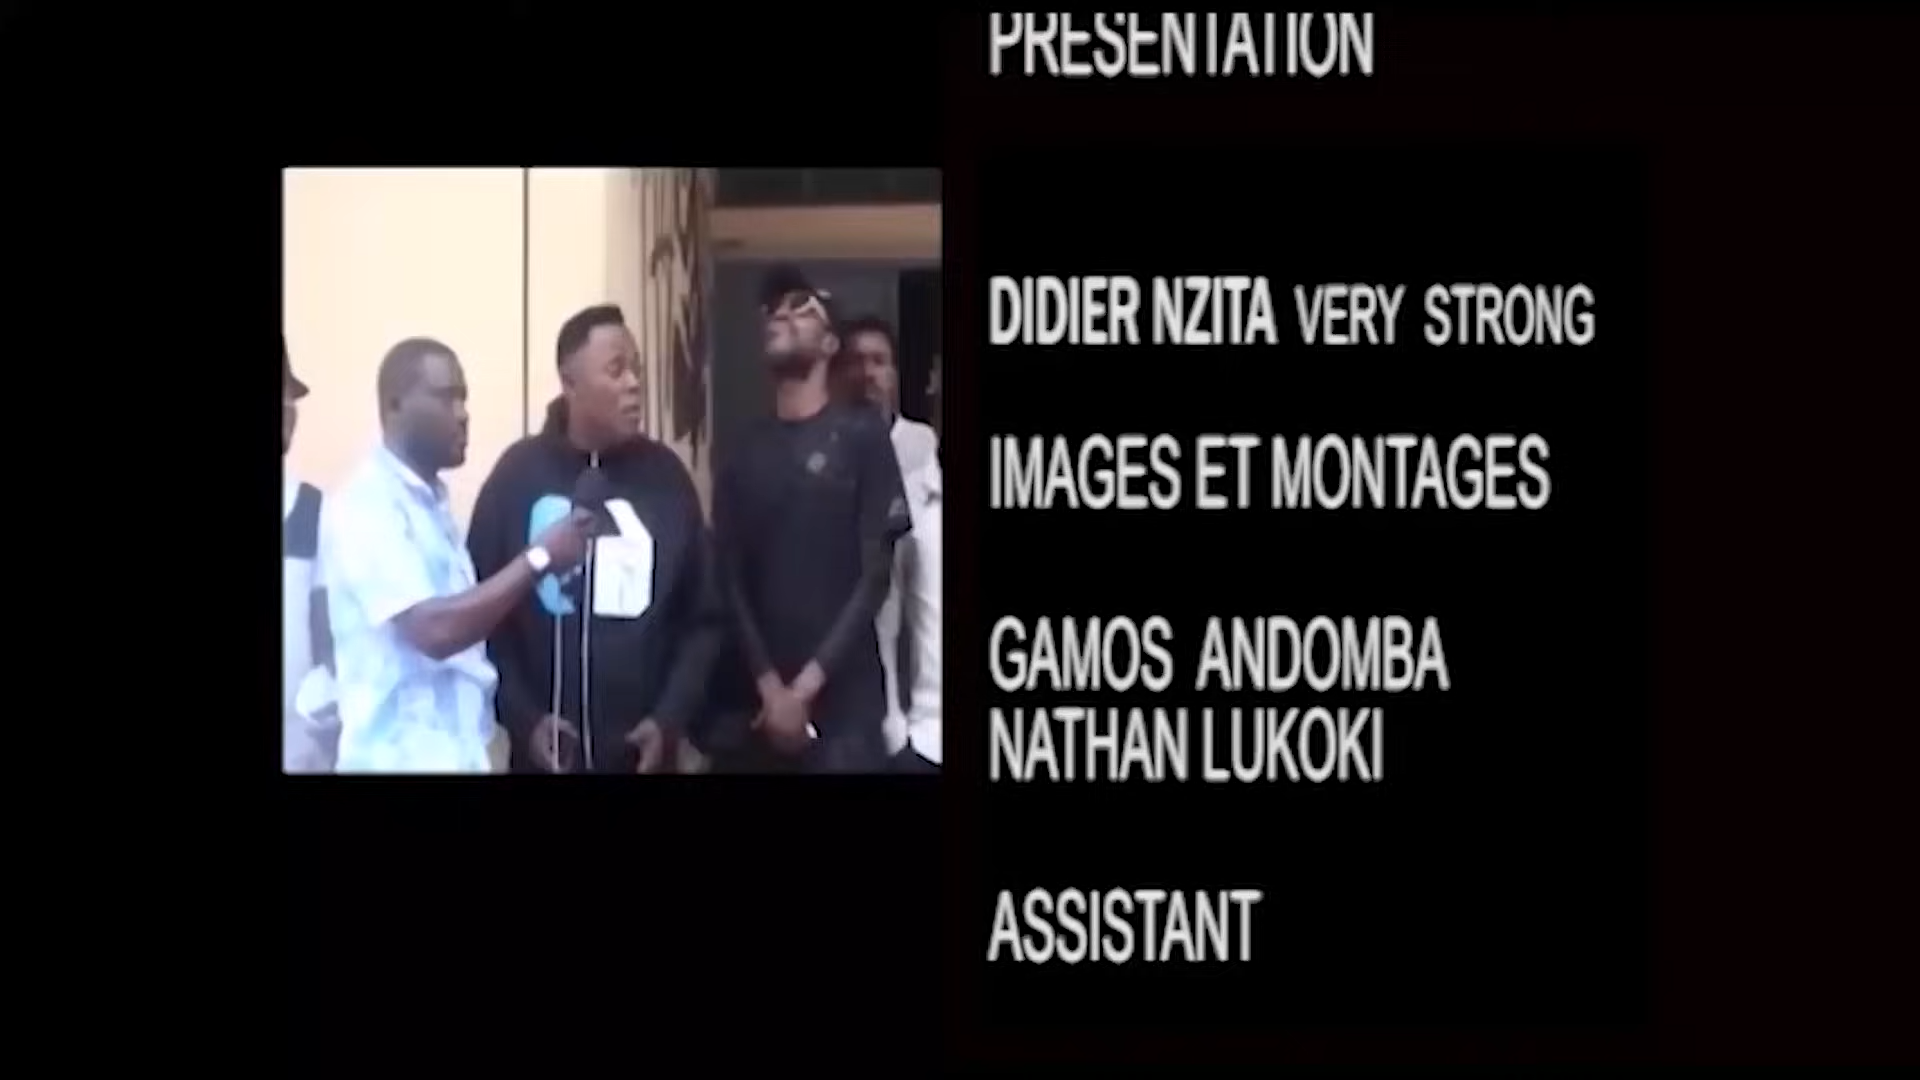 PRESENTATION
DIDIER NZITA VERY STRONG
IMAGES ET MONTAGES
GAMOS ANDOMBA
NATHAN LUKOKI
ASSISTANT